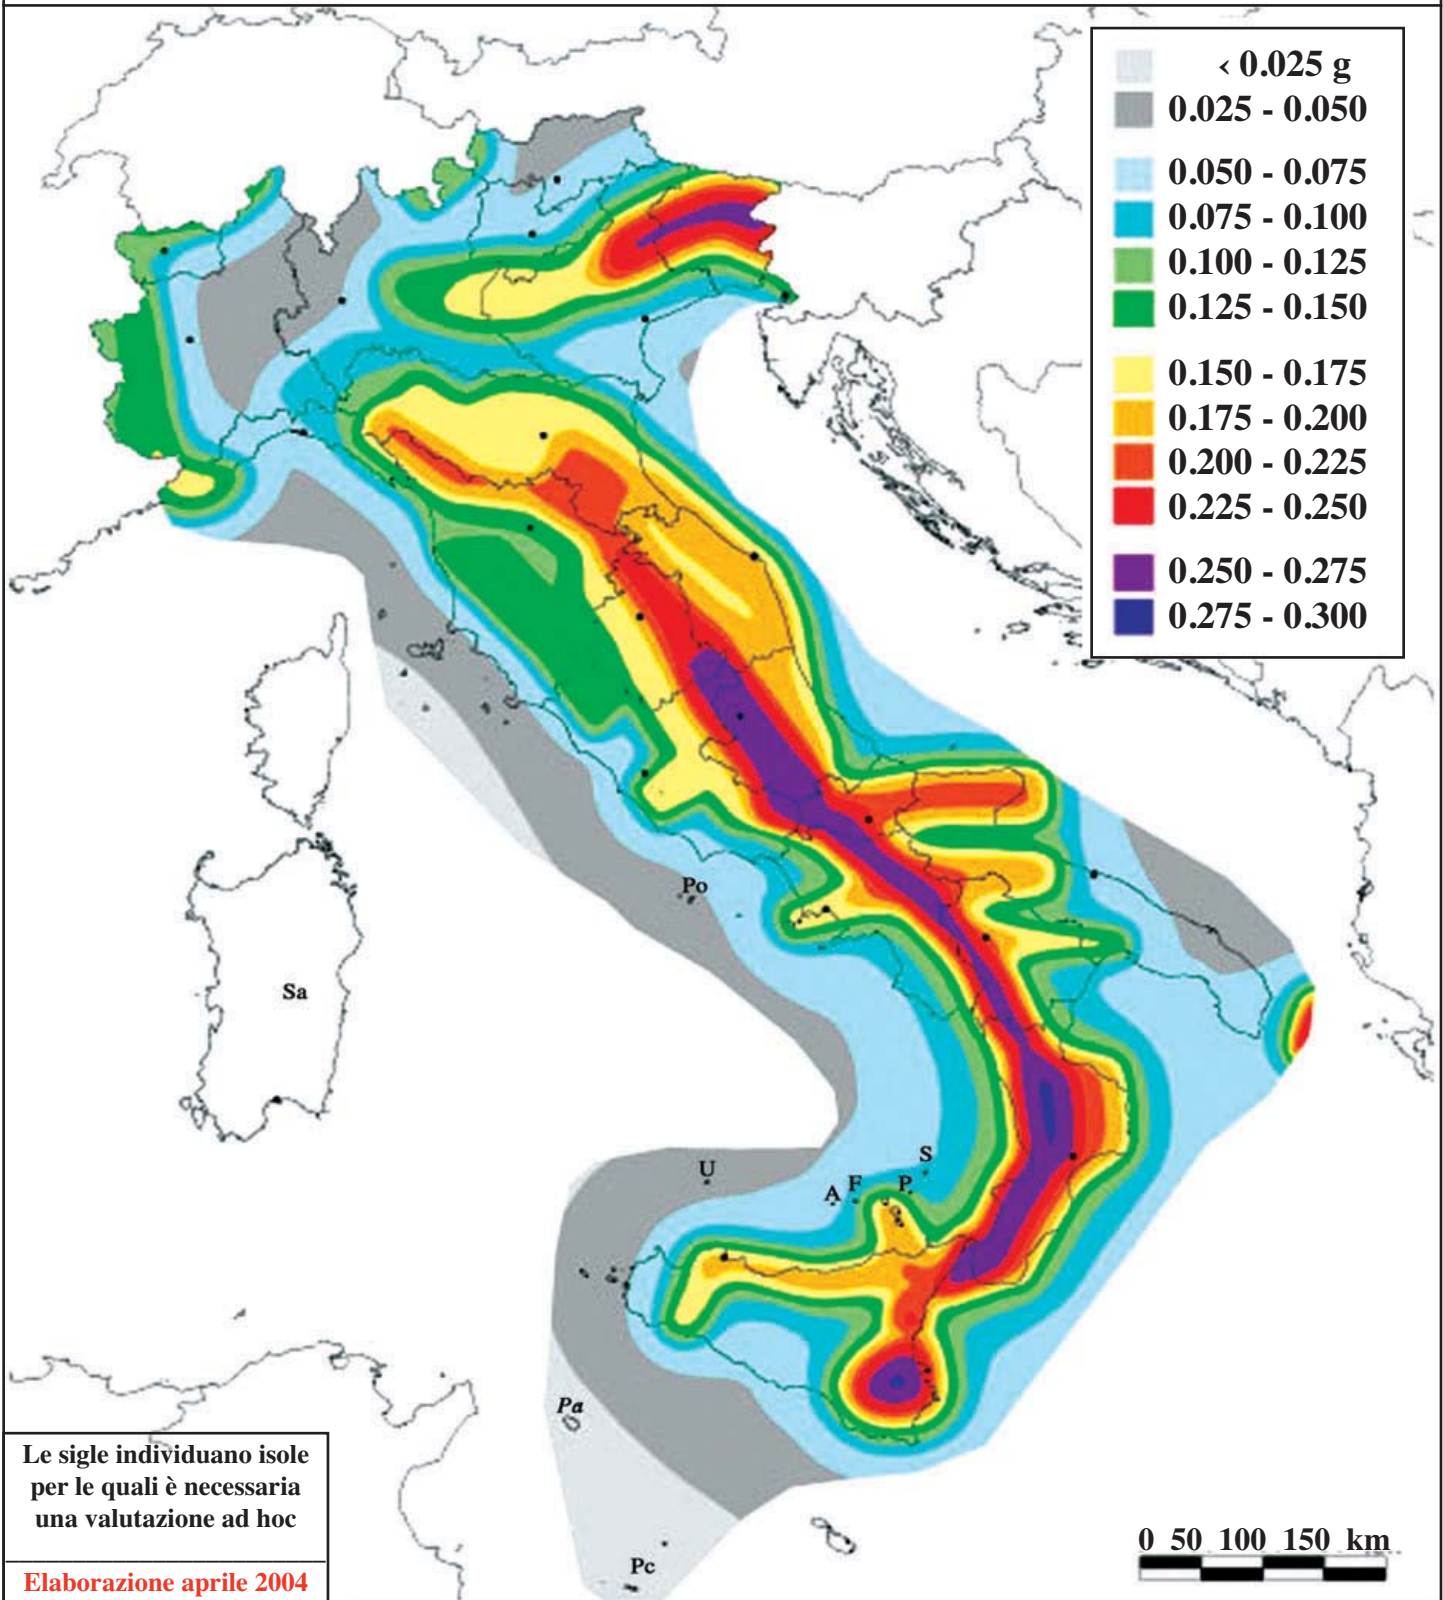 ‹ 0.025 g
0.025 - 0.050
0.050 - 0.075
0.075 - 0.100
0.100 - 0.125
0.125 - 0.150
0.150 - 0.175
0.175 - 0.200
0.200 - 0.225
0.225 - 0.250
0.250 - 0.275
0.275 - 0.300
Po
Sa
U
S
A
F
P
Pa
Pc
Le sigle individuano isole
per le quali è necessaria
una valutazione ad hoc
Elaborazione aprile 2004
0 50 100 150 km